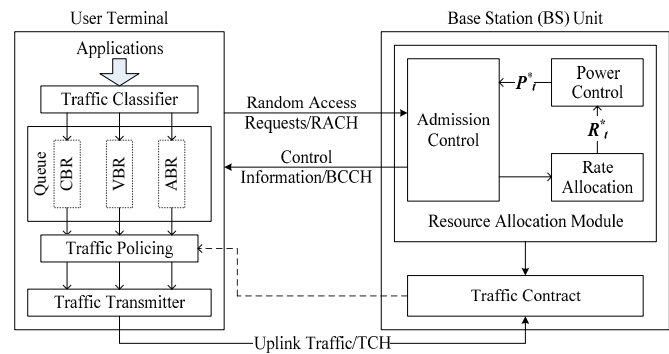 User Terminal
Applications
Traffic Classifier
Queue
CBR
VBR
ABR
Traffic Policing
Traffic Transmitter
Random Access
Requests/RACH
Control
Information/BCCH
Uplink Traffic/TCH
Base Station (BS) Unit
Admission
Control
P*t
Power
Control
R*t
Rate
Allocation
Resource Allocation Module
Traffic Contract